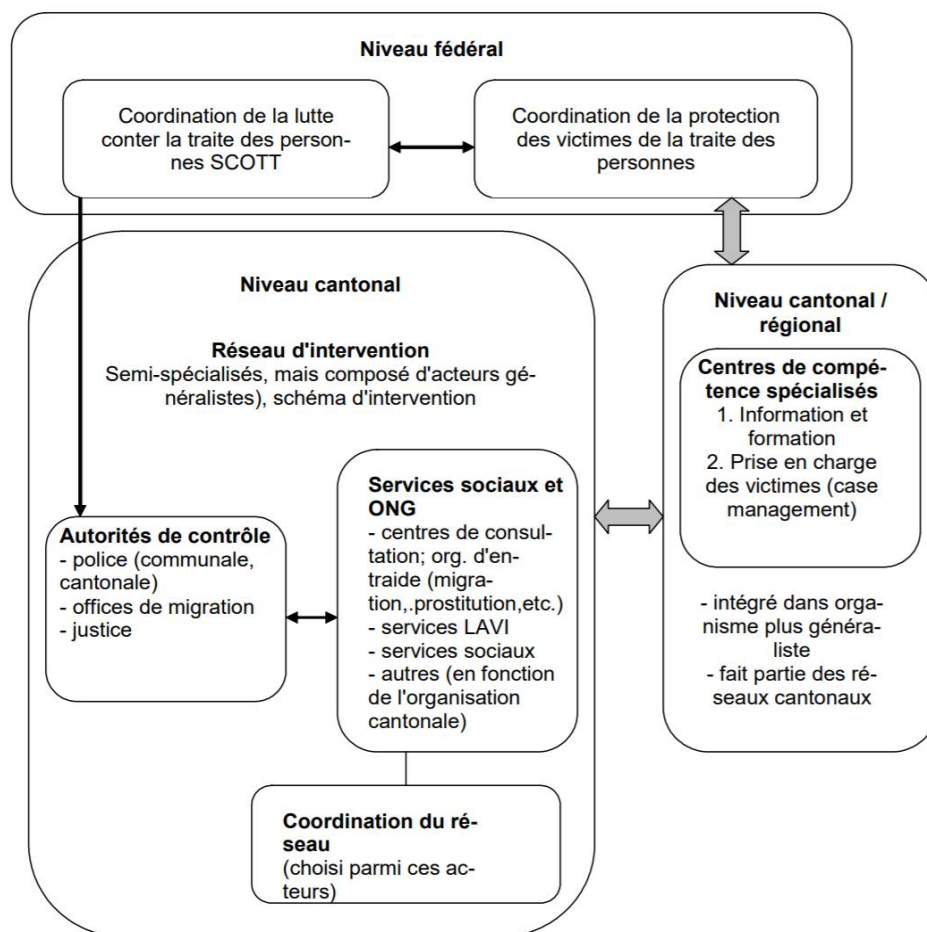 Niveau fédéral
Coordination de la lutte
conter la traite des person-
nes SCOTT
Coordination de la protection
des victimes de la traite des
personnes
Niveau cantonal
Réseau d'intervention
Semi-spécialisés, mais composé d'acteurs gé-
néralistes), schéma d'intervention
Autorités de contrôle
- police (communale,
cantonale)
- offices de migration
- justice
Services sociaux et
ONG
- centres de consul-
tation; org. d'en-
traide (migra-
tion,.prostitution,etc.)
- services LAVI
- services sociaux
- autres (en fonction
de l'organisation
cantonale)
Coordination du ré-
seau
(choisi parmi ces ac-
teurs)
Niveau cantonal /
régional
Centres de compé-
tence spécialisés
1. Information et
formation
2. Prise en charge
des victimes (case
management)
- intégré dans orga-
nisme plus généra-
liste
- fait partie des ré-
seaux cantonaux